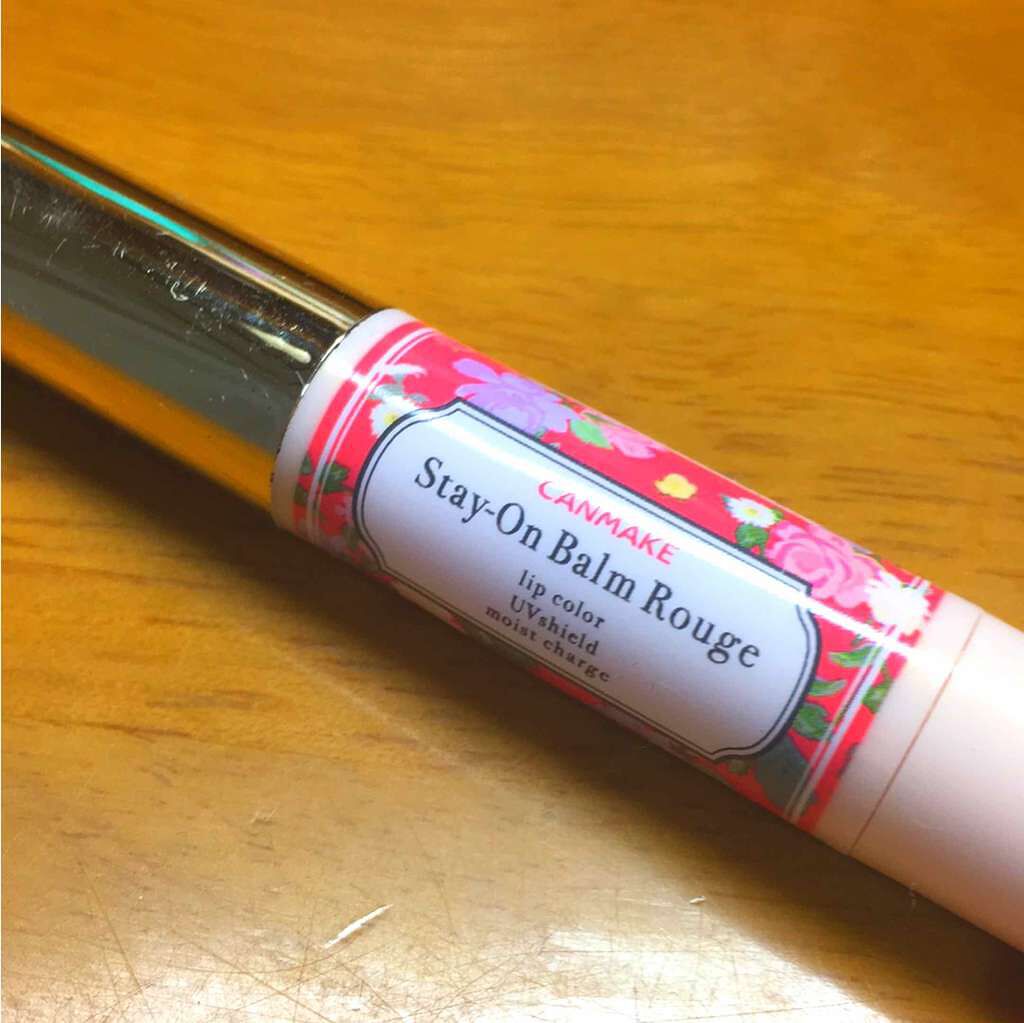 CANMAKE
Stay-On Balm Rouge
lip color
UVshield
moist charge